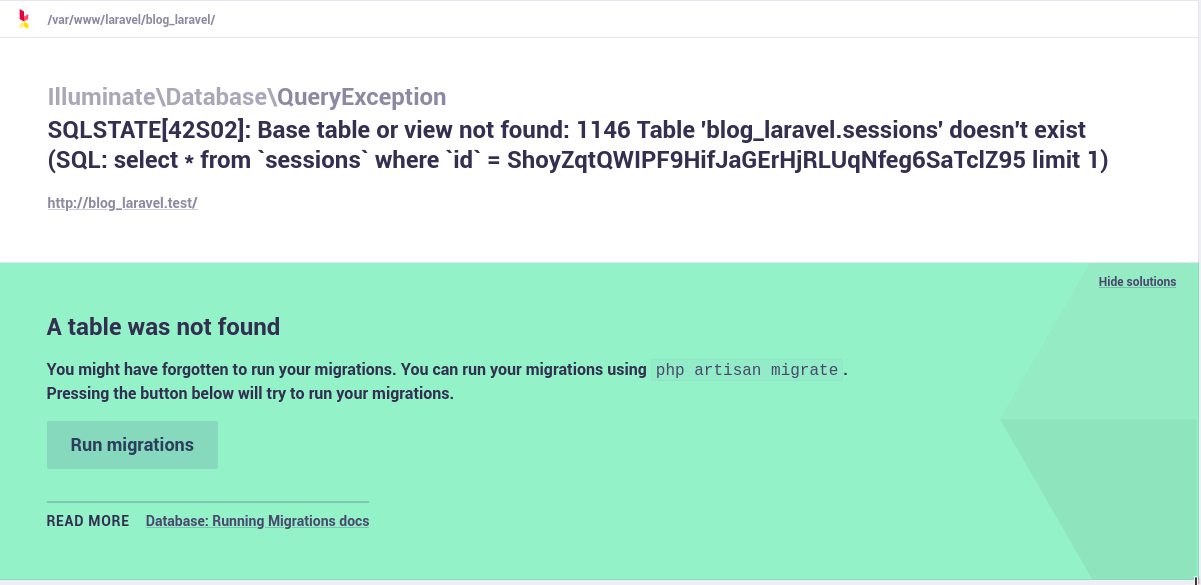 /var/www/laravel/blog_laravel/
Illuminate\Database\QueryException
SQLSTATE[42S02]: Base table or view not found: 1146 Table 'blog_laravel.sessions' doesn't exist
(SQL: select * from `sessions` where `id` = ShoyZqtQWIPF9HifJaGErHjRLUqNfeg6SaTclZ95 limit 1)
http://blog_laravel.test/
Hide solutions
A table was not found
You might have forgotten to run your migrations. You can run your migrations using php artisan migrate.
Pressing the button below will try to run your migrations.
Run migrations
READ MORE Database: Running Migrations docs